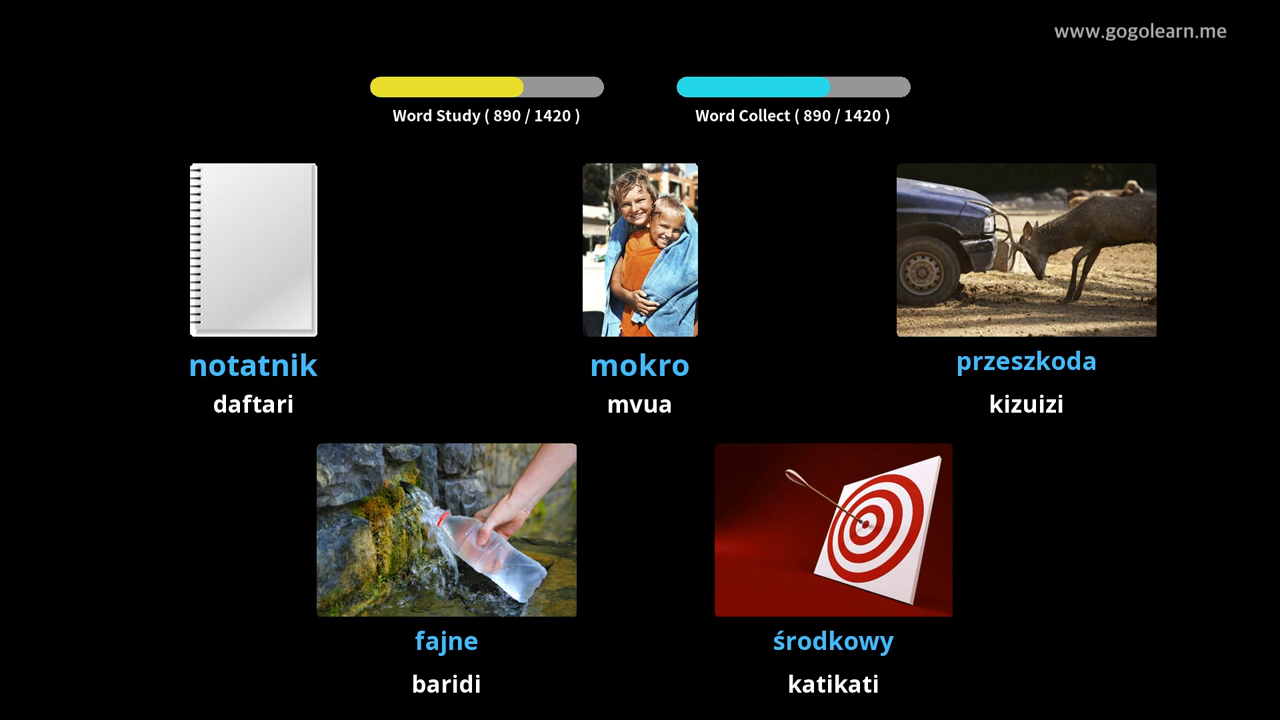 www.gogolearn.me
Word Study ( 890 / 1420 )
Word Collect ( 890 / 1420 )
notatnik
daftari
mokro
mvua
przeszkoda
kizuizi
fajne
baridi
środkowy
katikati